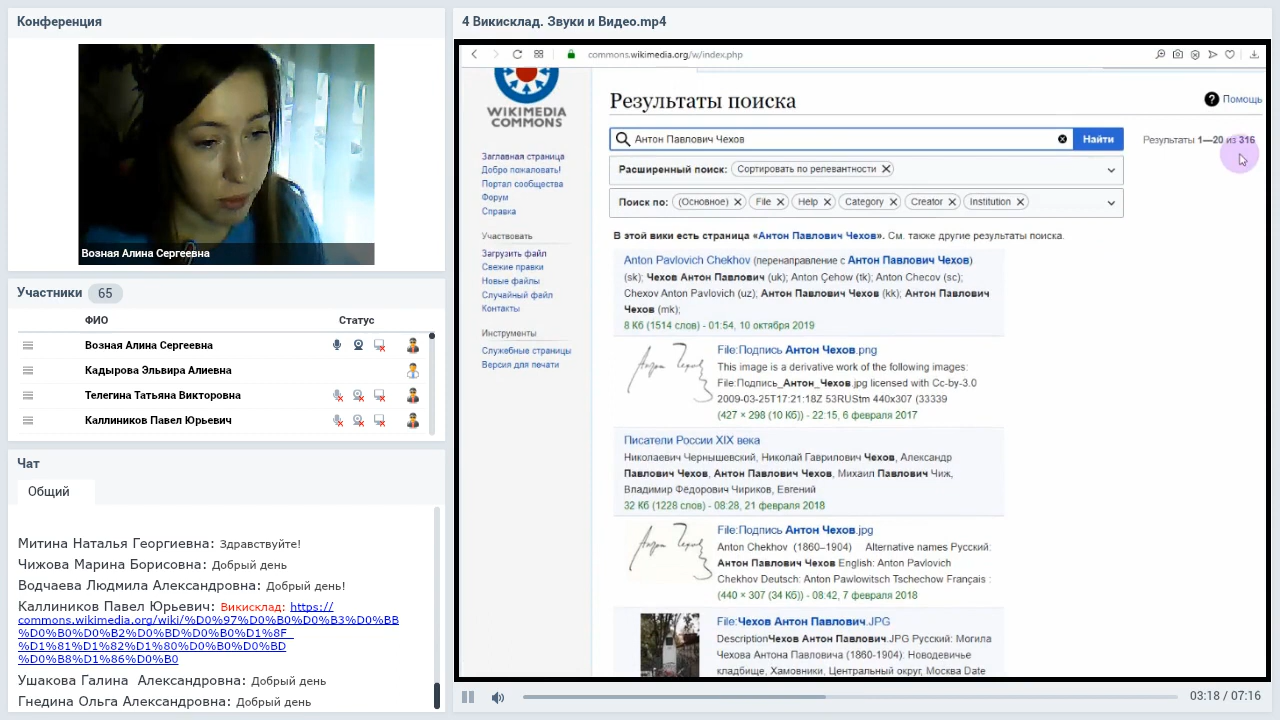 Конференция
Возная Алина Сергеевна
Участники 65
ФИО Статус
Возная Алина Сергеевна
Кадырова Эльвира Алиевна
Телегина Татьяна Викторовна
Каллиников Павел Юрьевич
Чат
Общий
Митина Наталья Георгиевна: Здравствуйте!
Чижова Марина Борисовна: Добрый день
Водчаева Людмила Александровна: Добрый день!
Каллиников Павел Юрьевич: Викисклад: https://
commons.wikimedia.org/wiki/%D0%97%D0%B0%D0%B3%D0%BB
%D0%B0%D0%B2%D0%BD%D0%B0%D1%8F_
%D1%81%D1%82%D1%80%D0%B0%D0%BD
%D0%B8%D1%86%D0%B0
Ушакова Галина Александровна: Добрый день
Гнедина Ольга Александровна: Добрый день
4 Викисклад. Звуки и Видео.mp4
commons.wikimedia.org/w/index.php
WIKIMEDIA
COMMONS
Заглавная страница
Добро пожаловать!
Портал сообщества
Форум
Справка
Участвовать
Загрузить файл
Свежие правки
Новые файлы
Случайный файл
Контакты
Инструменты
Служебные страницы
Версия для печати
Результаты поиска
Помощь
Антон Павлович Чехов
Найти
Результаты 1—20 из 316
Расширенный поиск: Сортировать по релевантности
Поиск по: (Основное) File Help Category Creator Institution
В этой вики есть страница «Антон Павлович Чехов». См. также другие результаты поиска.
Anton Pavlovich Chekhov (перенаправление с Антон Павлович Чехов)
(sk); Чехов Антон Павлович (uk); Anton Çehow (tk); Anton Checov (sc);
Chexov Anton Pavlovich (uz); Антон Павлович Чехов (kk); Антон Павлович
Чехов (mk);
8 Кб (1514 слов) - 01:54, 10 октября 2019
File:Подпись Антон Чехов.png
This image is a derivative work of the following images:
File:Подпись_Антон_Чехов.jpg licensed with Cc-by-3.0
2009-03-25T17:21:18Z 53RUStm 440x307 (33339
(427 × 298 (10 Кб)) - 22:15, 6 февраля 2017
Писатели России XIX века
Николаевич Чернышевский, Николай Гаврилович Чехов, Александр
Павлович Чехов, Антон Павлович Чехов, Михаил Павлович Чиж,
Владимир Фёдорович Чириков, Евгений
32 Кб (1228 слов) - 08:28, 21 февраля 2018
File:Подпись Антон Чехов.jpg
Anton Chekhov (1860–1904) Alternative names Русский:
Антон Павлович Чехов English: Anton Pavlovich
Chekhov Deutsch: Anton Pawlowitsch Tschechow Français :
(440 × 307 (34 Кб)) - 08:42, 7 февраля 2018
File:Чехов Антон Павлович.JPG
DescriptionЧехов Антон Павлович.JPG Русский: Могила
Чехова Антона Павловича (1860-1904): Новодевичье
кладбище, Хамовники, Центральный округ, Москва Date
03:18 / 07:16